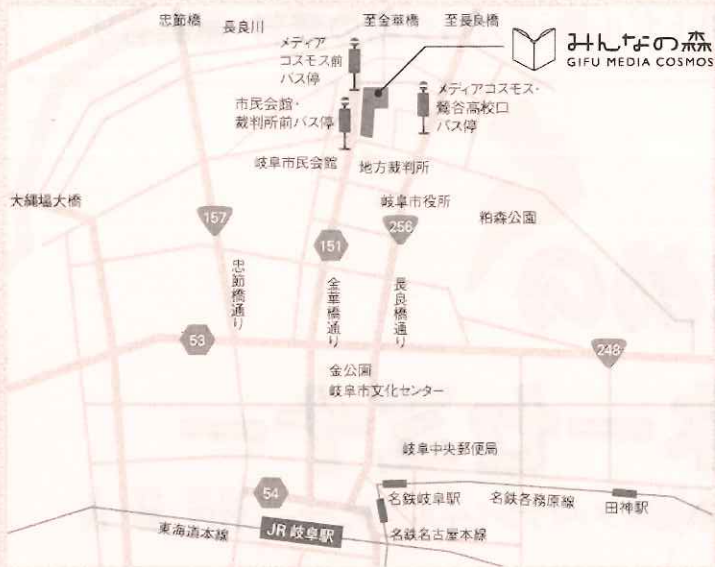 忠節橋
長良川
至金華橋
至長良橋
みんなの森
GIFU MEDIA COSMOS
メディア
コスモス前
バス停
市民会館・
裁判所前バス停
メディアコスモス・
鶯谷高校口
バス停
岐阜市民会館
地方裁判所
大縄場大橋
岐阜市役所
粕森公園
157
151
256
忠節橋通り
金華橋通り
長良橋通り
53
248
金公園
岐阜市文化センター
岐阜中央郵便局
54
名鉄岐阜駅
名鉄各務原線
田神駅
東海道本線
JR岐阜駅
名鉄名古屋本線